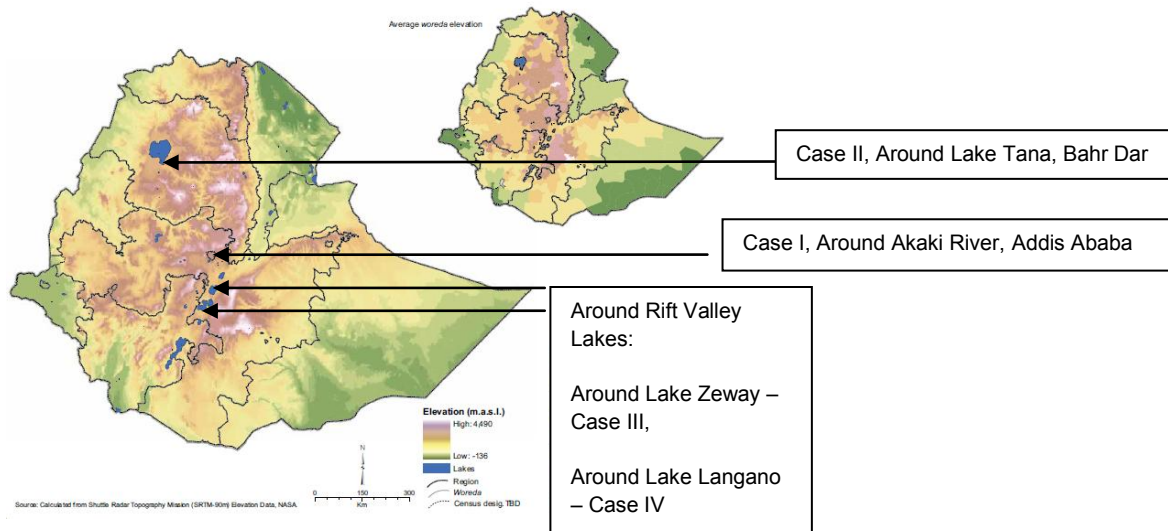 Average woreda elevation
Case II, Around Lake Tana, Bahr Dar
Case I, Around Akaki River, Addis Ababa
Around Rift Valley
Lakes:
Around Lake Zeway –
Case III,
Around Lake Langano
– Case IV
Elevation (m.a.s.l.)
High: 4,490
Low: -136
Lakes
Region
Woreda
Census desig. TBD
N
0 150 300
Km
Source: Calculated from Shuttle Radar Topography Mission (SRTM-90m) Elevation Data, NASA.